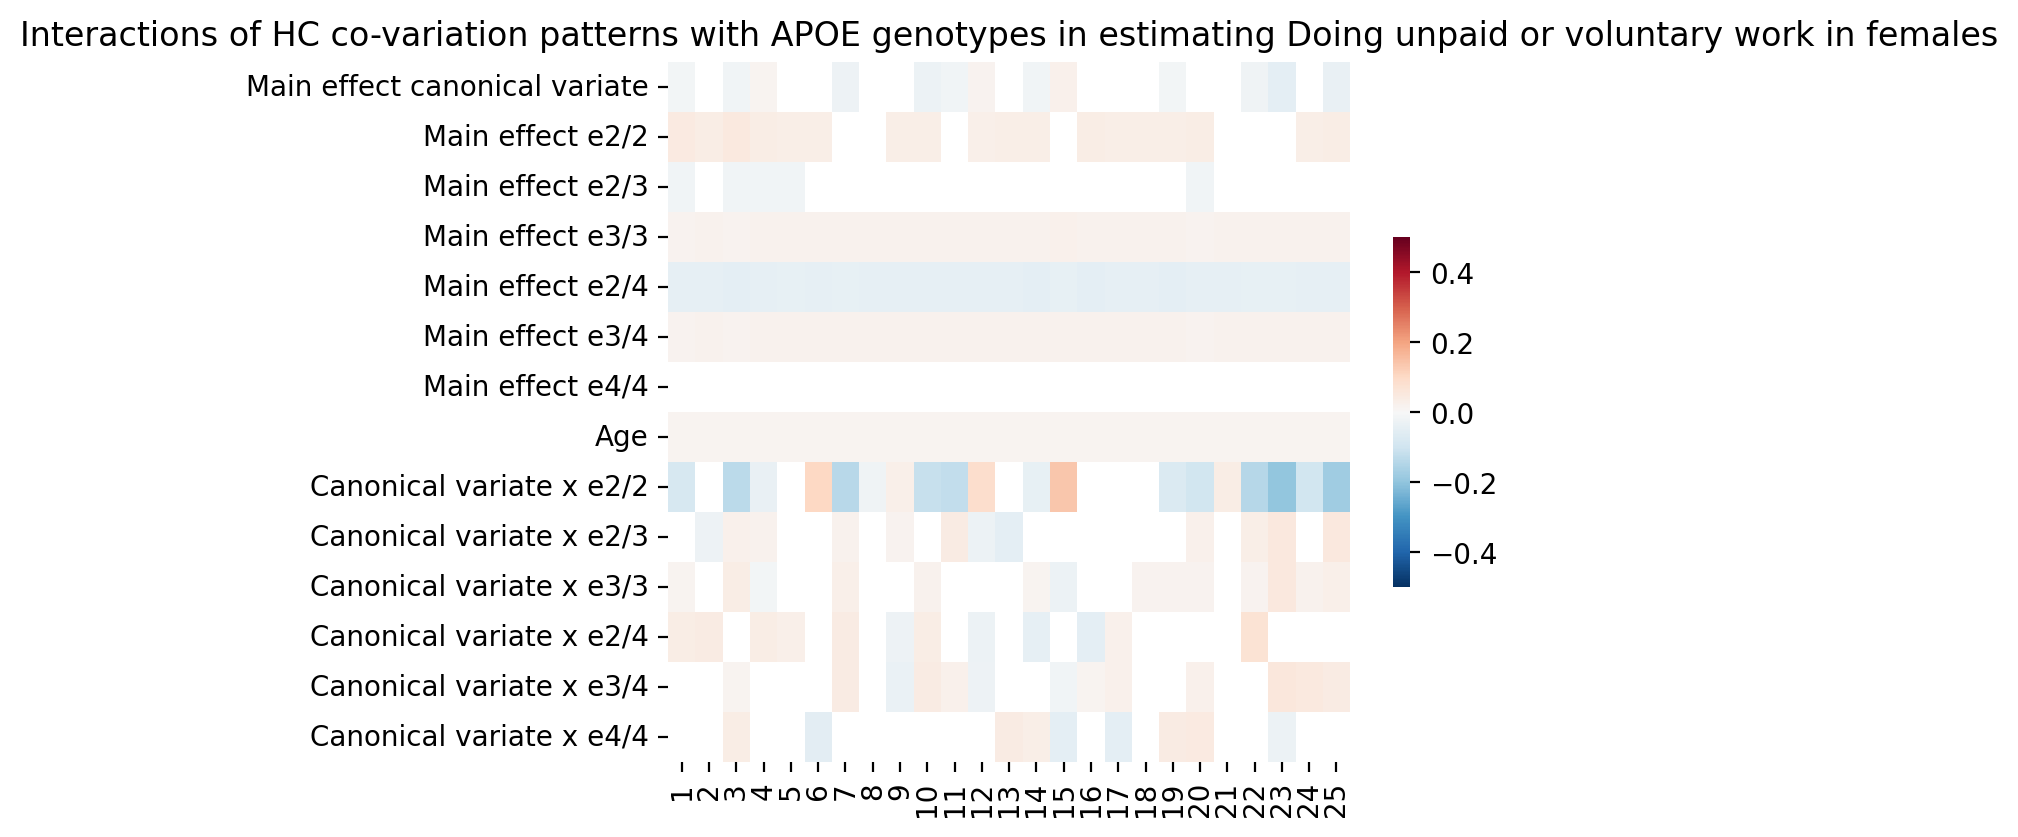 Interactions of HC co-variation patterns with APOE genotypes in estimating Doing unpaid or voluntary work in females
Main effect canonical variate
Main effect e2/2
Main effect e2/3
Main effect e3/3
Main effect e2/4
Main effect e3/4
Main effect e4/4
Age
Canonical variate x e2/2
Canonical variate x e2/3
Canonical variate x e3/3
Canonical variate x e2/4
Canonical variate x e3/4
Canonical variate x e4/4
1 2 3 4 5 6 7 8 9 10 11 12 13 14 15 16 17 18 19 20 21 22 23 24 25
0.4
0.2
0.0
−0.2
−0.4